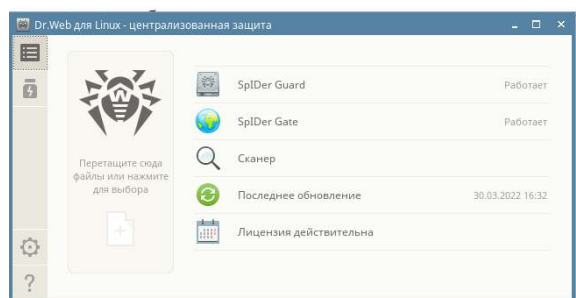 Dr.Web для Linux - централизованная защита
SpIDer Guard
Работает
SpIDer Gate
Работает
Перетащите сюда
файлы или нажмите
для выбора
Сканер
Последнее обновление
30.03.2022 16:32
Лицензия действительна
?